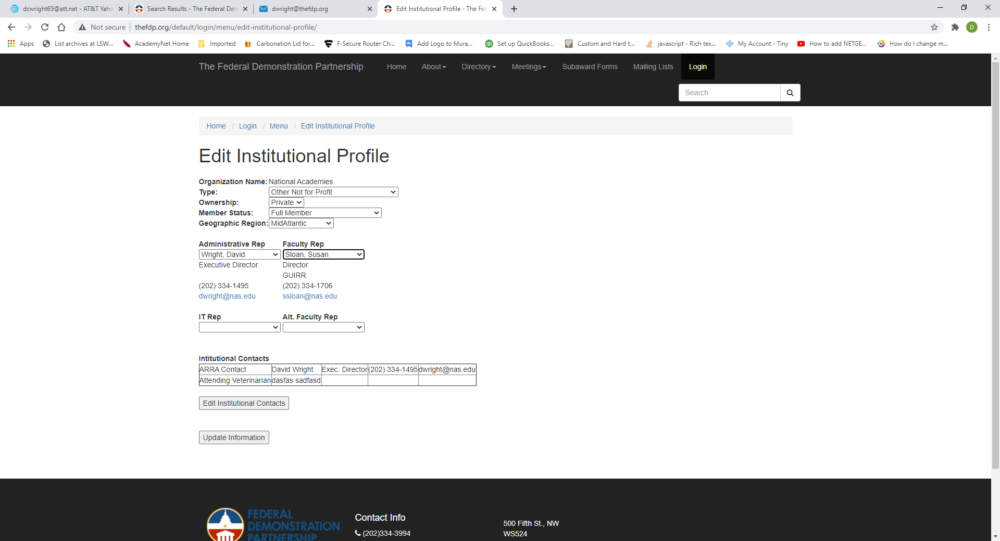 dcwright65@att.net - AT&T Yaho
Search Results - The Federal Dem
dwright@thefdp.org
Edit Institutional Profile - The Fed
Not secure
thefdp.org/default/login/menu/edit-institutional-profile/
D
Apps
List archives at LSW...
AcademyNet Home
Imported
Carbonation Lid for...
F-Secure Router Ch...
Add Logo to Mura...
Set up QuickBooks...
Custom and Hard t...
javascript - Rich tex...
My Account - Tiny
How to add NETGE...
How do I change m...
The Federal Demonstration Partnership
Home
About
Directory
Meetings
Subaward Forms
Mailing Lists
Login
Search
Home / Login / Menu / Edit Institutional Profile
Edit Institutional Profile
Organization Name: National Academies
Type: Other Not for Profit
Ownership: Private
Member Status: Full Member
Geographic Region: MidAtlantic
Administrative Rep Faculty Rep
Wright, David Sloan, Susan
Executive Director Director
GUIRR
(202) 334-1495 (202) 334-1706
dwright@nas.edu ssloan@nas.edu
IT Rep Alt. Faculty Rep
Intitutional Contacts
ARRA Contact David Wright Exec. Director (202) 334-1495 dwright@nas.edu
Attending Veterinarian dasfas sadfasd
Edit Institutional Contacts
Update Information
FEDERAL
DEMONSTRATION
PARTNERSHIP
Contact Info
(202)334-3994
500 Fifth St., NW
WS524